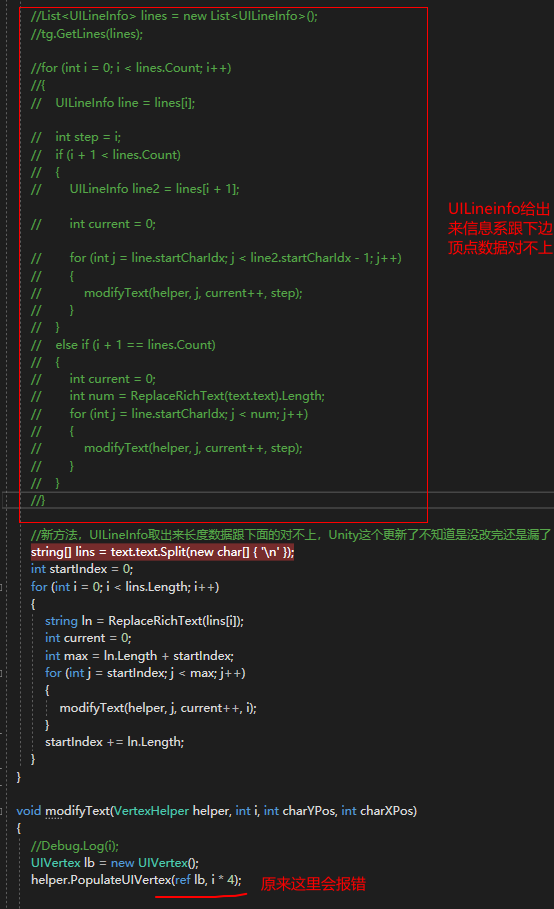 //List<UILineInfo> lines = new List<UILineInfo>();
//tg.GetLines(lines);
//for (int i = 0; i < lines.Count; i++)
//{
//    UILineInfo line = lines[i];
//    int step = i;
//    if (i + 1 < lines.Count)
//    {
//        UILineInfo line2 = lines[i + 1];
//        int current = 0;
//        for (int j = line.startCharIdx; j < line2.startCharIdx - 1; j++)
//        {
//            modifyText(helper, j, current++, step);
//        }
//    }
//    else if (i + 1 == lines.Count)
//    {
//        int current = 0;
//        int num = ReplaceRichText(text.text).Length;
//        for (int j = line.startCharIdx; j < num; j++)
//        {
//            modifyText(helper, j, current++, step);
//        }
//    }
//}
UILineinfo给出
来信息系跟下边
顶点数据对不上
//新方法，UILineInfo取出来长度数据跟下面的对不上，Unity这个更新了不知道是没改完还是漏了
string[] lins = text.text.Split(new char[] { '\n' });
int startIndex = 0;
for (int i = 0; i < lins.Length; i++)
{
    string ln = ReplaceRichText(lins[i]);
    int current = 0;
    int max = ln.Length + startIndex;
    for (int j = startIndex; j < max; j++)
    {
        modifyText(helper, j, current++, i);
    }
    startIndex += ln.Length;
}
}
void modifyText(VertexHelper helper, int i, int charYPos, int charXPos)
{
    //Debug.Log(i);
    UIVertex lb = new UIVertex();
    helper.PopulateUIVertex(ref lb, i * 4); 原来这里会报错